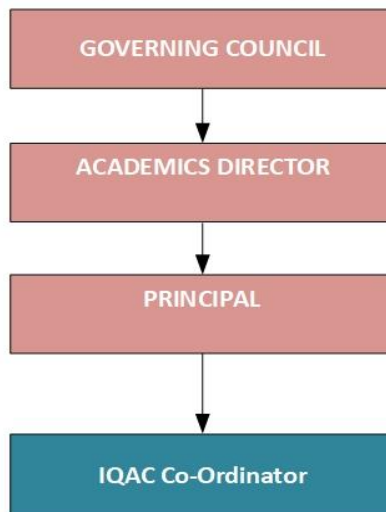 GOVERNING COUNCIL
ACADEMICS DIRECTOR
PRINCIPAL
IQAC Co-Ordinator